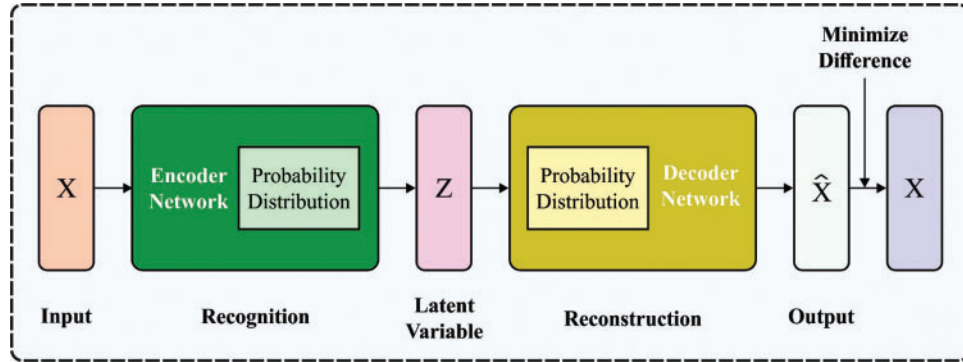 Minimize
Difference
X
Encoder
Network
Probability
Distribution
Z
Probability
Distribution
Decoder
Network
X̂
X
Input
Recognition
Latent
Variable
Reconstruction
Output